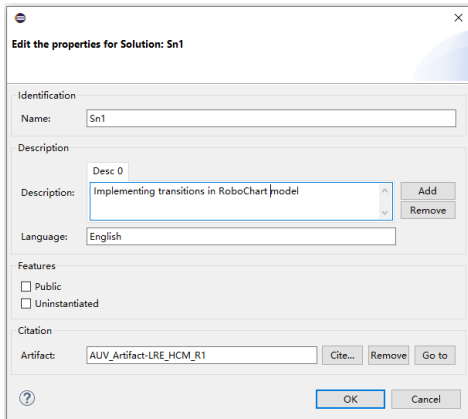 Edit the properties for Solution: Sn1
Identification
Name: Sn1
Description
Desc 0
Description: Implementing transitions in RoboChart model
Add
Remove
Language: English
Features
Public
Uninstantiated
Citation
Artifact: AUV_Artifact-LRE_HCM_R1 Cite... Remove Go to
? OK Cancel